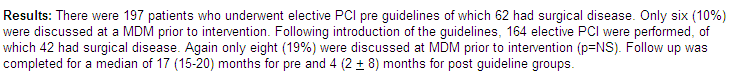 Results: There were 197 patients who underwent elective PCI pre guidelines of which 62 had surgical disease. Only six (10%)
were discussed at a MDM prior to intervention. Following introduction of the guidelines, 164 elective PCI were performed, of
which 42 had surgical disease. Again only eight (19%) were discussed at MDM prior to intervention (p=NS). Follow up was
completed for a median of 17 (15-20) months for pre and 4 (2 ± 8) months for post guideline groups.